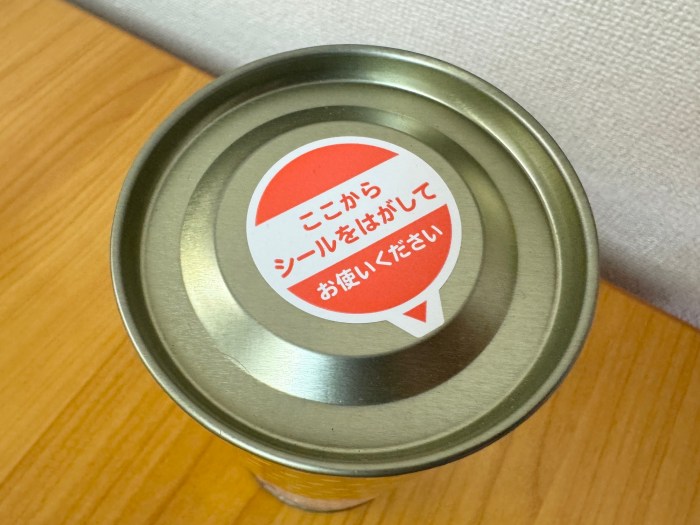 ここから
シールをはがして
お使いください